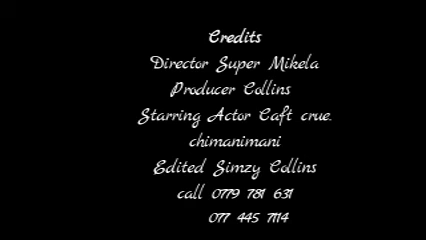 Credits
Director Super Mikela
Producer Collins
Starring Actor Caft crue.
chimanimani
Edited Simzy Collins
call 0779 781 631
077 445 7114